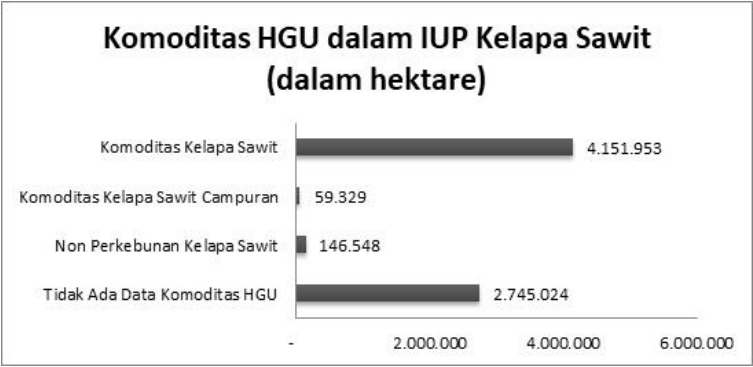 Komoditas HGU dalam IUP Kelapa Sawit
(dalam hektare)
Komoditas Kelapa Sawit 4.151.953
Komoditas Kelapa Sawit Campuran 59.329
Non Perkebunan Kelapa Sawit 146.548
Tidak Ada Data Komoditas HGU 2.745.024
- 2.000.000 4.000.000 6.000.000